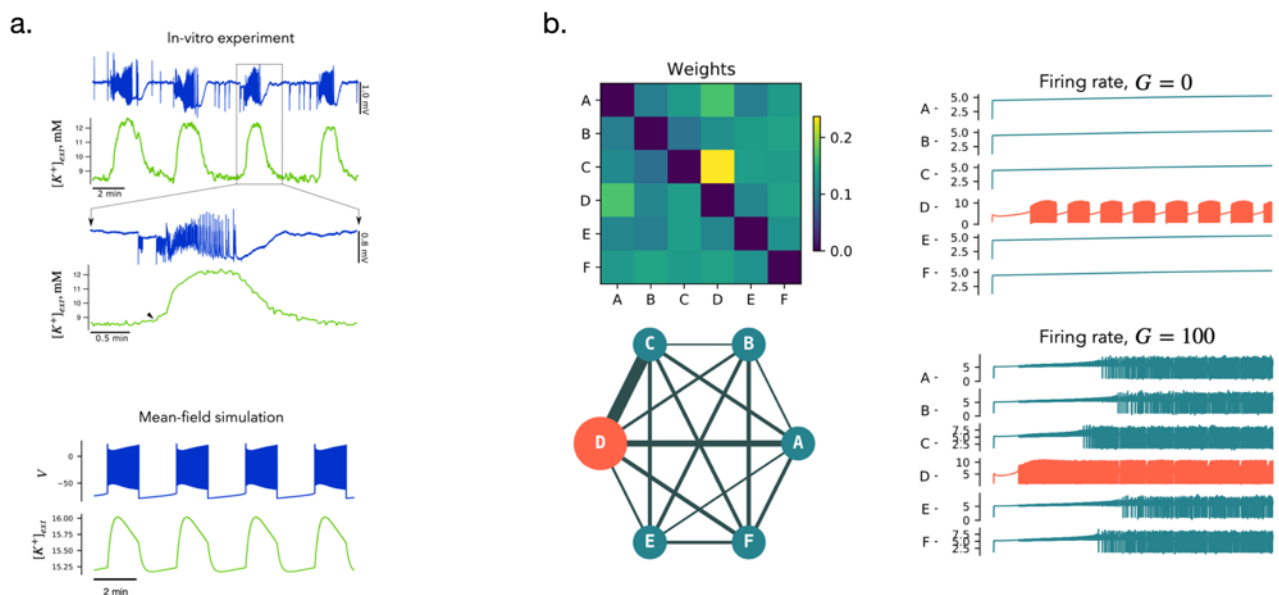 a.
In-vitro experiment
1.0 mV
[K⁺]ext, mM
12
11
10
9
2 min
0.8 mV
[K⁺]ext, mM
12
11
10
9
0.5 min
Mean-field simulation
V
0
−50
[K⁺]ext
16.00
15.75
15.50
15.25
2 min
b.
Weights
A
B
C
D
E
F
A B C D E F
0.2
0.1
0.0
C B
D A
E F
Firing rate, G = 0
A - 5.0
2.5
B - 5.0
2.5
C - 5.0
2.5
D - 10
0
E - 5.0
2.5
F - 5.0
2.5
Firing rate, G = 100
A - 5
0
B - 5
0
C - 7.5
5.0
2.5
D - 10
5
E - 5
0
F - 7.5
5.0
2.5